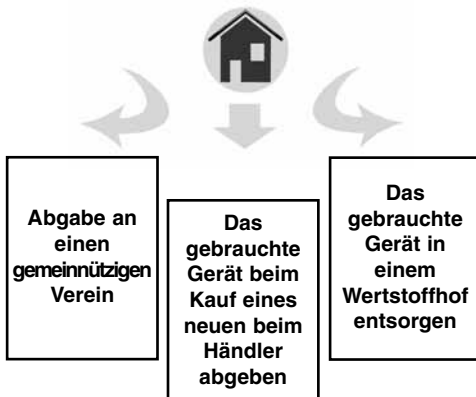 Abgabe an
einen
gemeinnützigen
Verein
Das
gebrauchte
Gerät beim
Kauf eines
neuen beim
Händler
abgeben
Das
gebrauchte
Gerät in
einem
Wertstoffhof
entsorgen